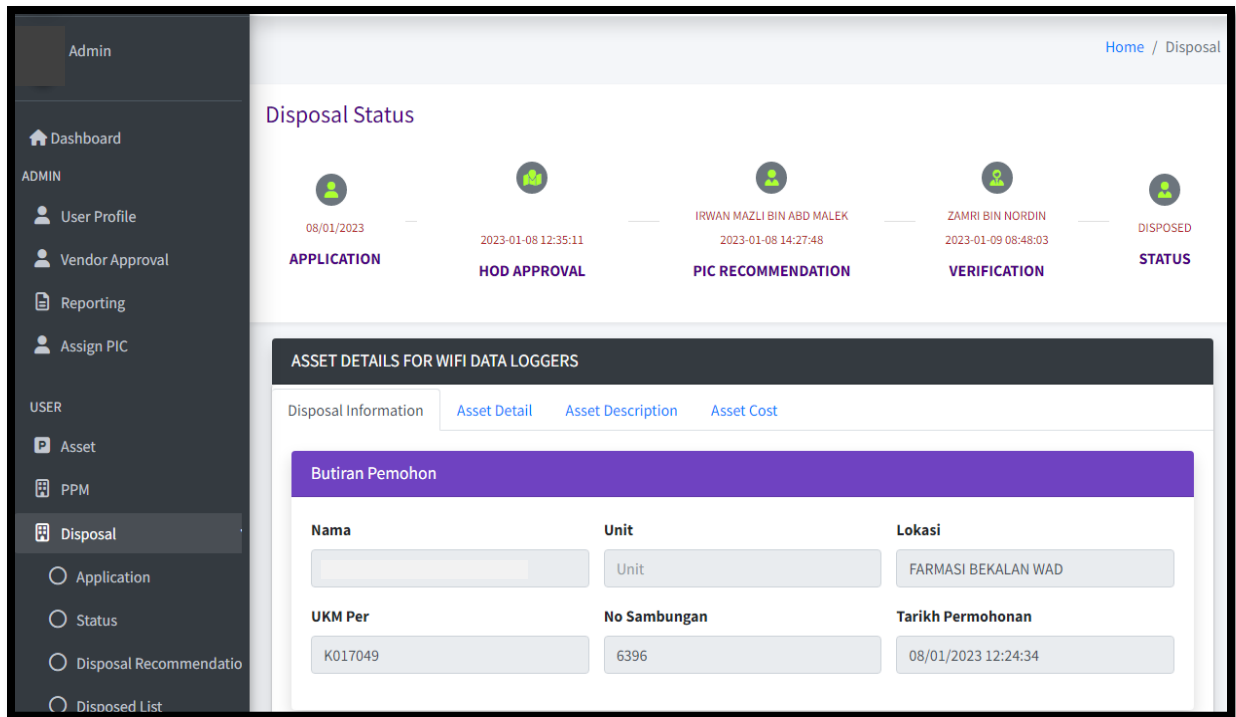 Admin
Home / Disposal
Dashboard
ADMIN
User Profile
Vendor Approval
Reporting
Assign PIC
USER
Asset
PPM
Disposal
Application
Status
Disposal Recommendatio
Disposed List
Disposal Status
08/01/2023
APPLICATION
2023-01-08 12:35:11
HOD APPROVAL
IRWAN MAZLI BIN ABD MALEK
2023-01-08 14:27:48
PIC RECOMMENDATION
ZAMRI BIN NORDIN
2023-01-09 08:48:03
VERIFICATION
DISPOSED
STATUS
ASSET DETAILS FOR WIFI DATA LOGGERS
Disposal Information Asset Detail Asset Description Asset Cost
Butiran Pemohon
Nama Unit Lokasi
Unit FARMASI BEKALAN WAD
UKM Per No Sambungan Tarikh Permohonan
K017049 6396 08/01/2023 12:24:34